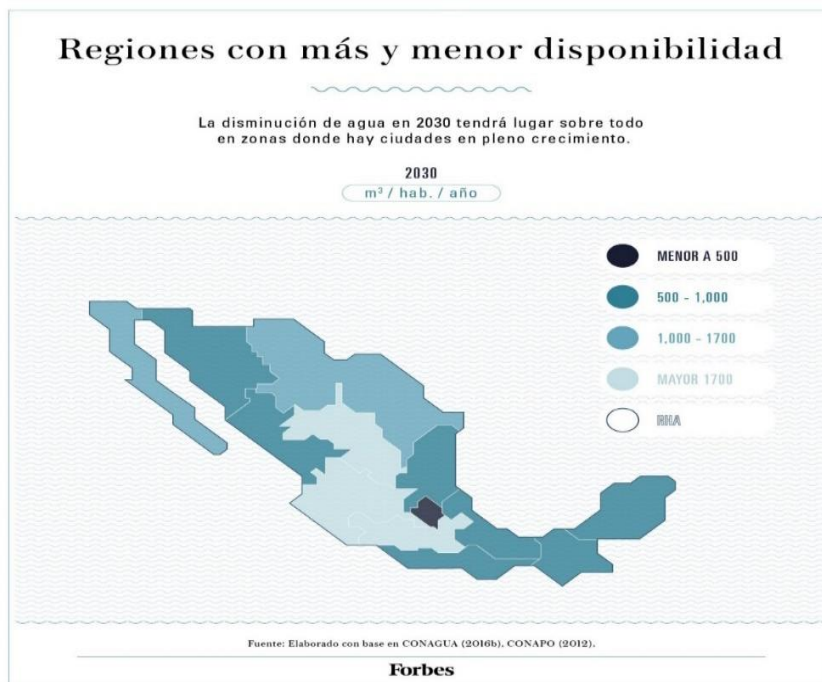 Regiones con más y menor disponibilidad
La disminución de agua en 2030 tendrá lugar sobre todo
en zonas donde hay ciudades en pleno crecimiento.
2030
m³ / hab. / año
MENOR A 500
500 - 1,000
1,000 - 1700
MAYOR 1700
RHA
Fuente: Elaborado con base en CONAGUA (2016b), CONAPO (2012).
Forbes